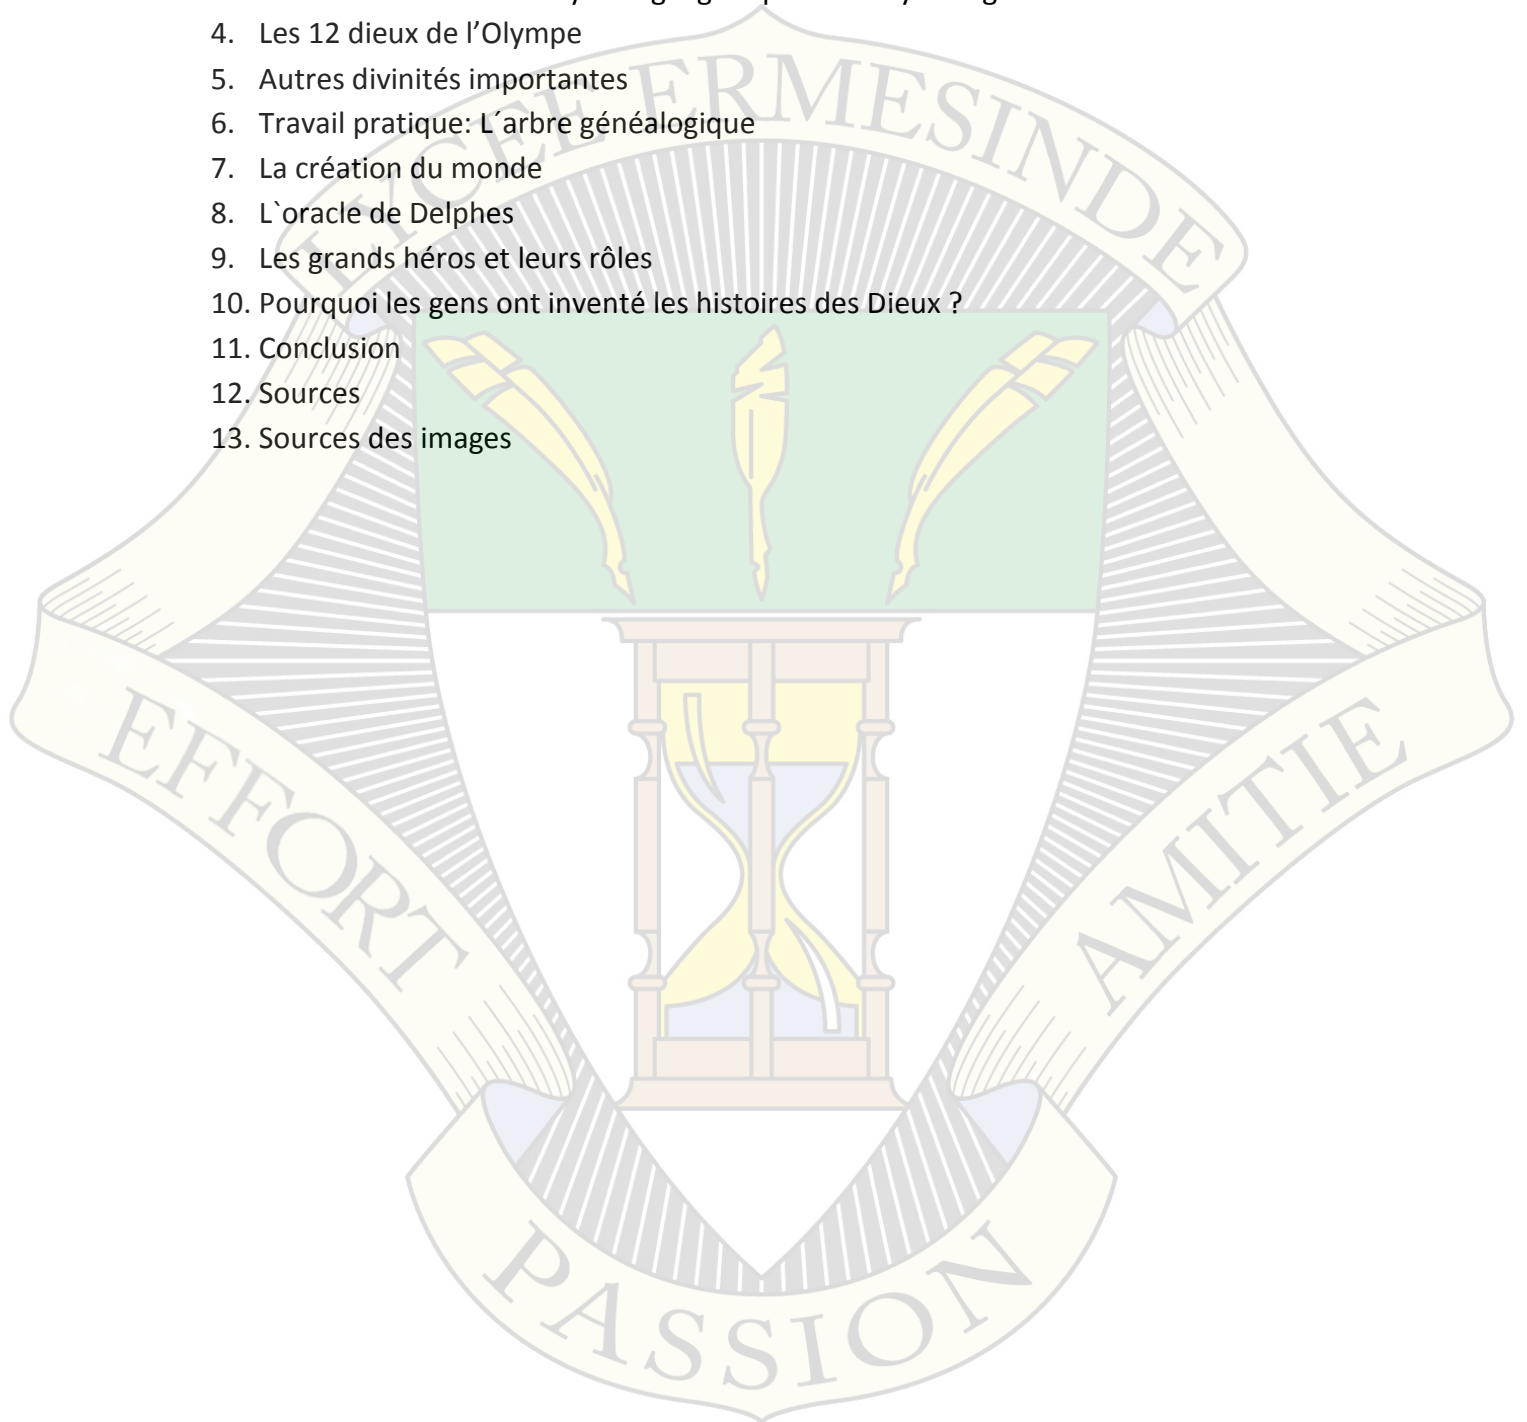 4. Les 12 dieux de l’Olympe
5. Autres divinités importantes
6. Travail pratique: L´arbre généalogique
7. La création du monde
8. L`oracle de Delphes
9. Les grands héros et leurs rôles
10. Pourquoi les gens ont inventé les histoires des Dieux ?
11. Conclusion
12. Sources
13. Sources des images
LYCEE ERMESINDE
EFFORT
AMITIE
PASSION